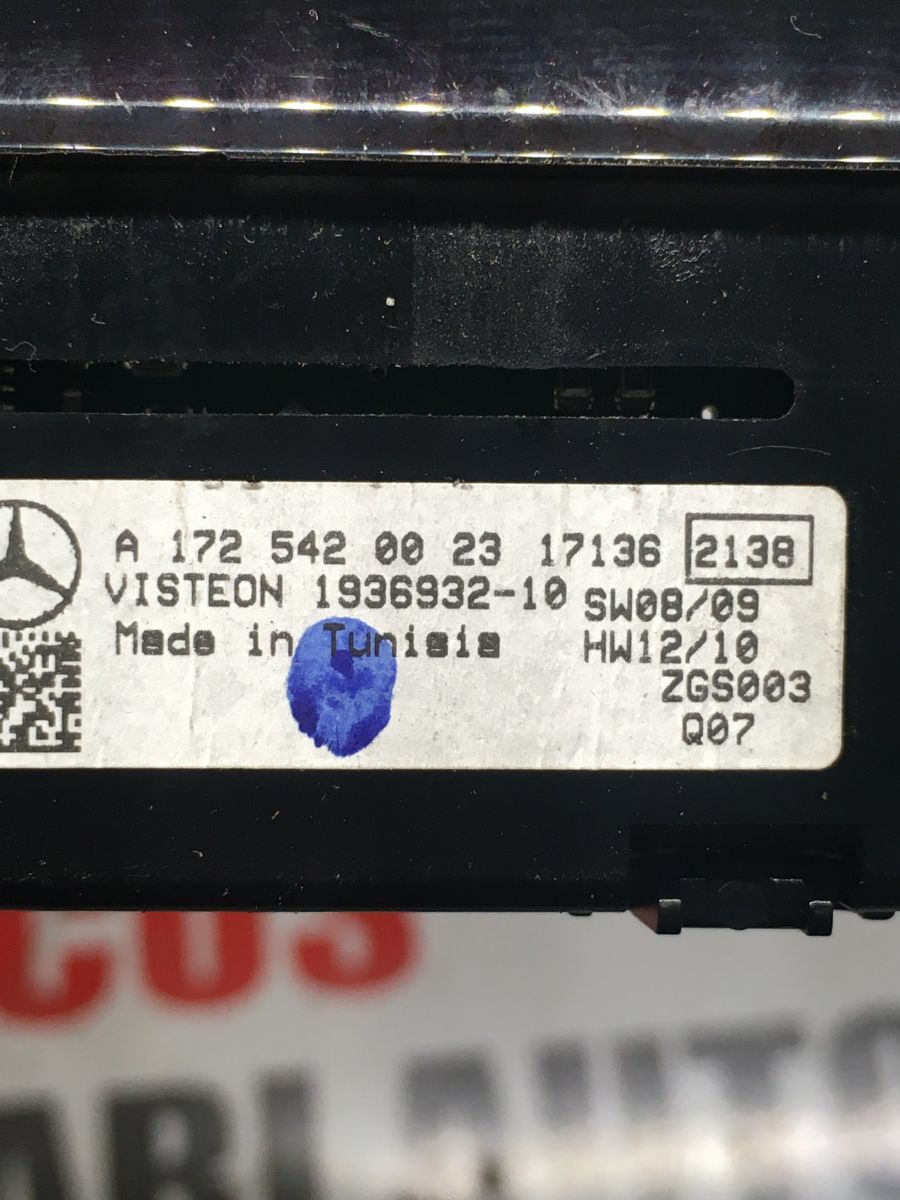 A 172 542 00 23 17136 2138
VISTEON 1936932-10 SW08/09
Made in Tunisia HW12/10
ZGS003
Q07